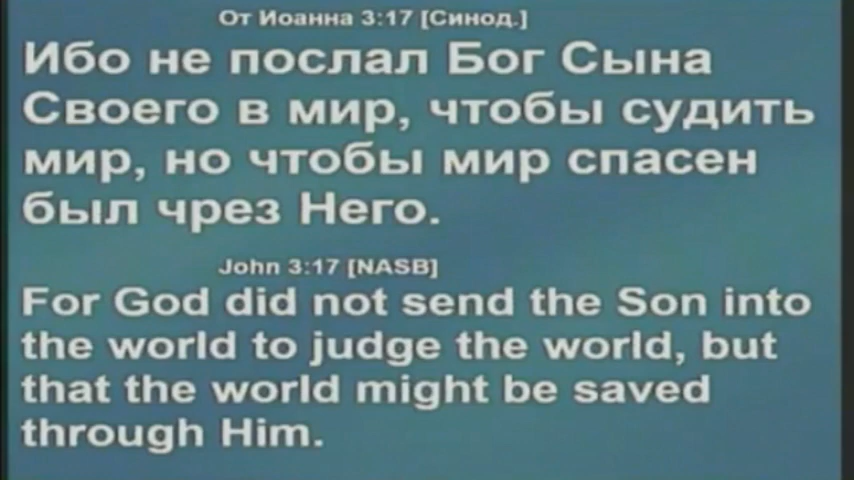 От Иоанна 3:17 [Синод.]
Ибо не послал Бог Сына
Своего в мир, чтобы судить
мир, но чтобы мир спасен
был чрез Него.
John 3:17 [NASB]
For God did not send the Son into
the world to judge the world, but
that the world might be saved
through Him.